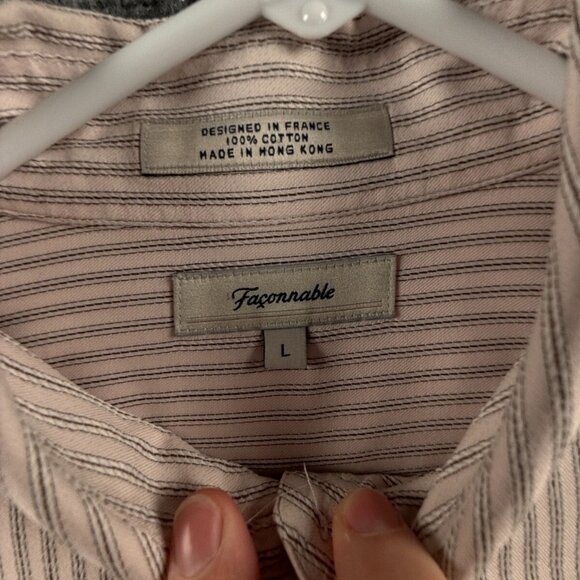 DESIGNED IN FRANCE
100% COTTON
MADE IN HONG KONG
Façonnable
L